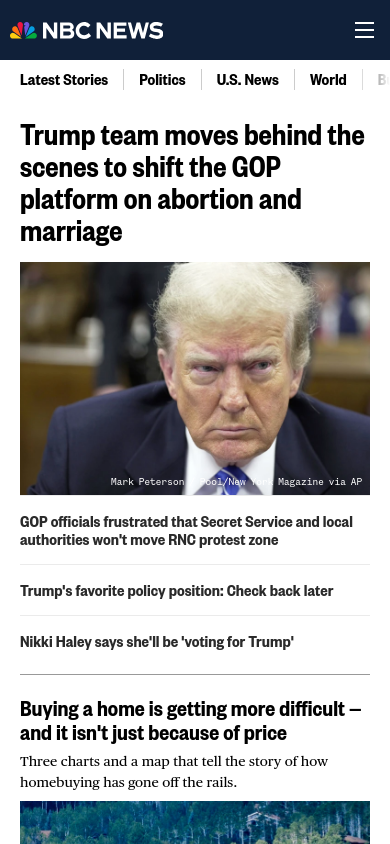 NBC NEWS
Latest Stories
Politics
U.S. News
World
Trump team moves behind the
scenes to shift the GOP
platform on abortion and
marriage
Mark Peterson / Pool/New York Magazine via AP
GOP officials frustrated that Secret Service and local
authorities won't move RNC protest zone
Trump's favorite policy position: Check back later
Nikki Haley says she'll be 'voting for Trump'
Buying a home is getting more difficult —
and it isn't just because of price
Three charts and a map that tell the story of how
homebuying has gone off the rails.